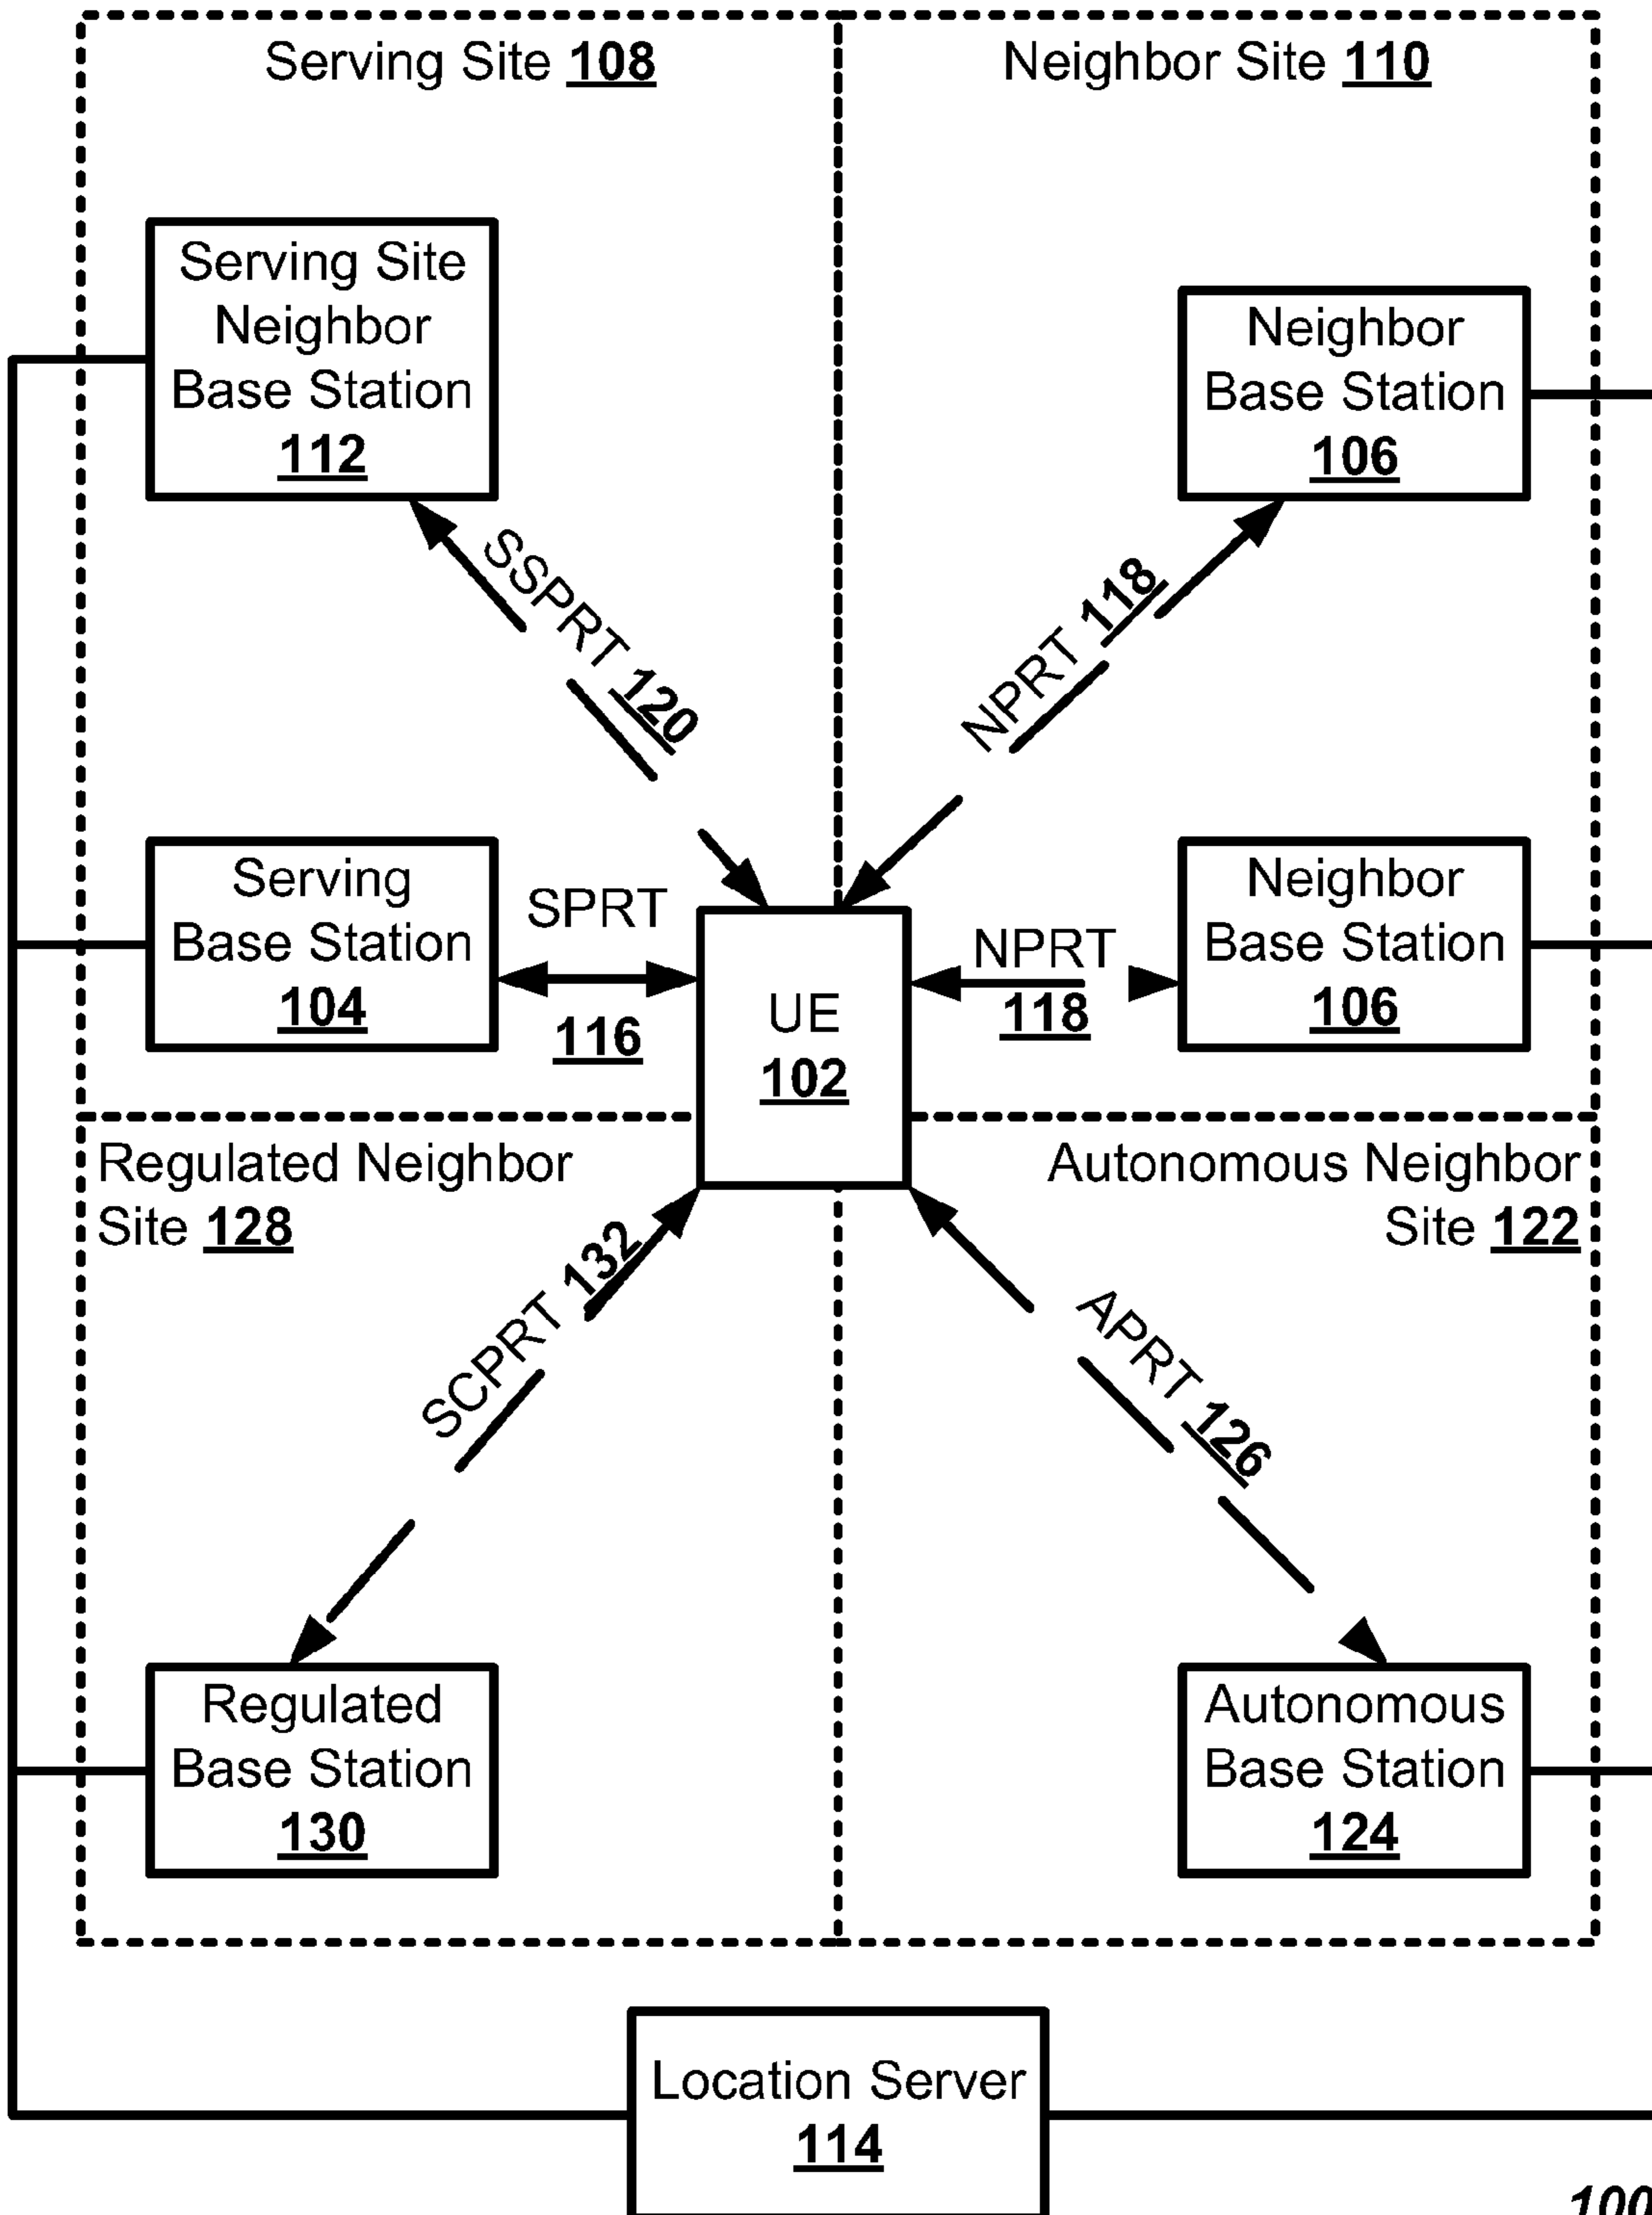 Serving Site 108
Neighbor Site 110
Serving Site
Neighbor
Base Station
112
Neighbor
Base Station
106
SSPRT 120
NPRT 118
Serving
Base Station
104
SPRT
116
UE
102
NPRT
118
Neighbor
Base Station
106
Regulated Neighbor
Site 128
Autonomous Neighbor
Site 122
SCPRT 132
APRT 126
Regulated
Base Station
130
Autonomous
Base Station
124
Location Server
114
100